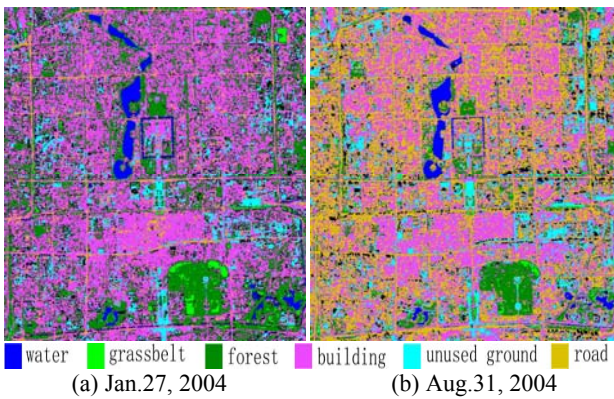 water grassbelt forest building unused ground road
(a) Jan.27, 2004 (b) Aug.31, 2004